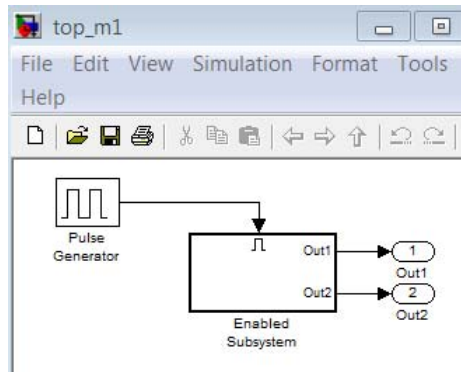 top_m1
File Edit View Simulation Format Tools
Help
Pulse
Generator
Out1
Out2
Enabled
Subsystem
1
Out1
2
Out2